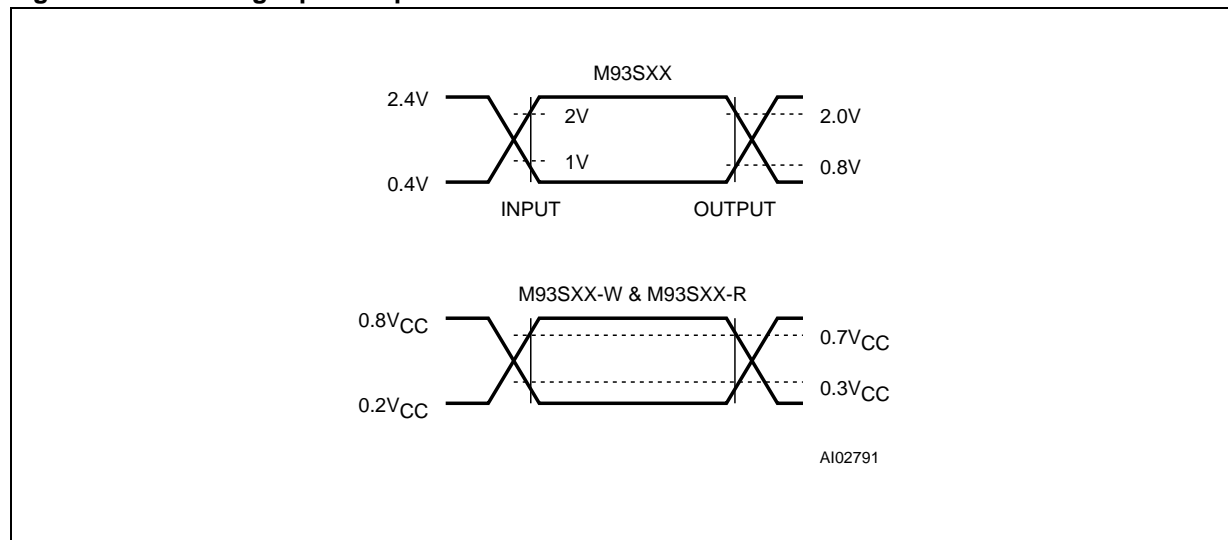 M93SXX
2.4V
2V
2.0V
1V
0.8V
0.4V
INPUT OUTPUT
M93SXX-W & M93SXX-R
0.8VCC
0.7VCC
0.3VCC
0.2VCC
AI02791